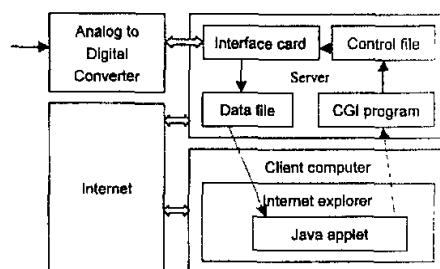 Analog to
Digital
Converter
Interface card
Control file
Server
Data file
CGI program
Internet
Client computer
Internet explorer
Java applet